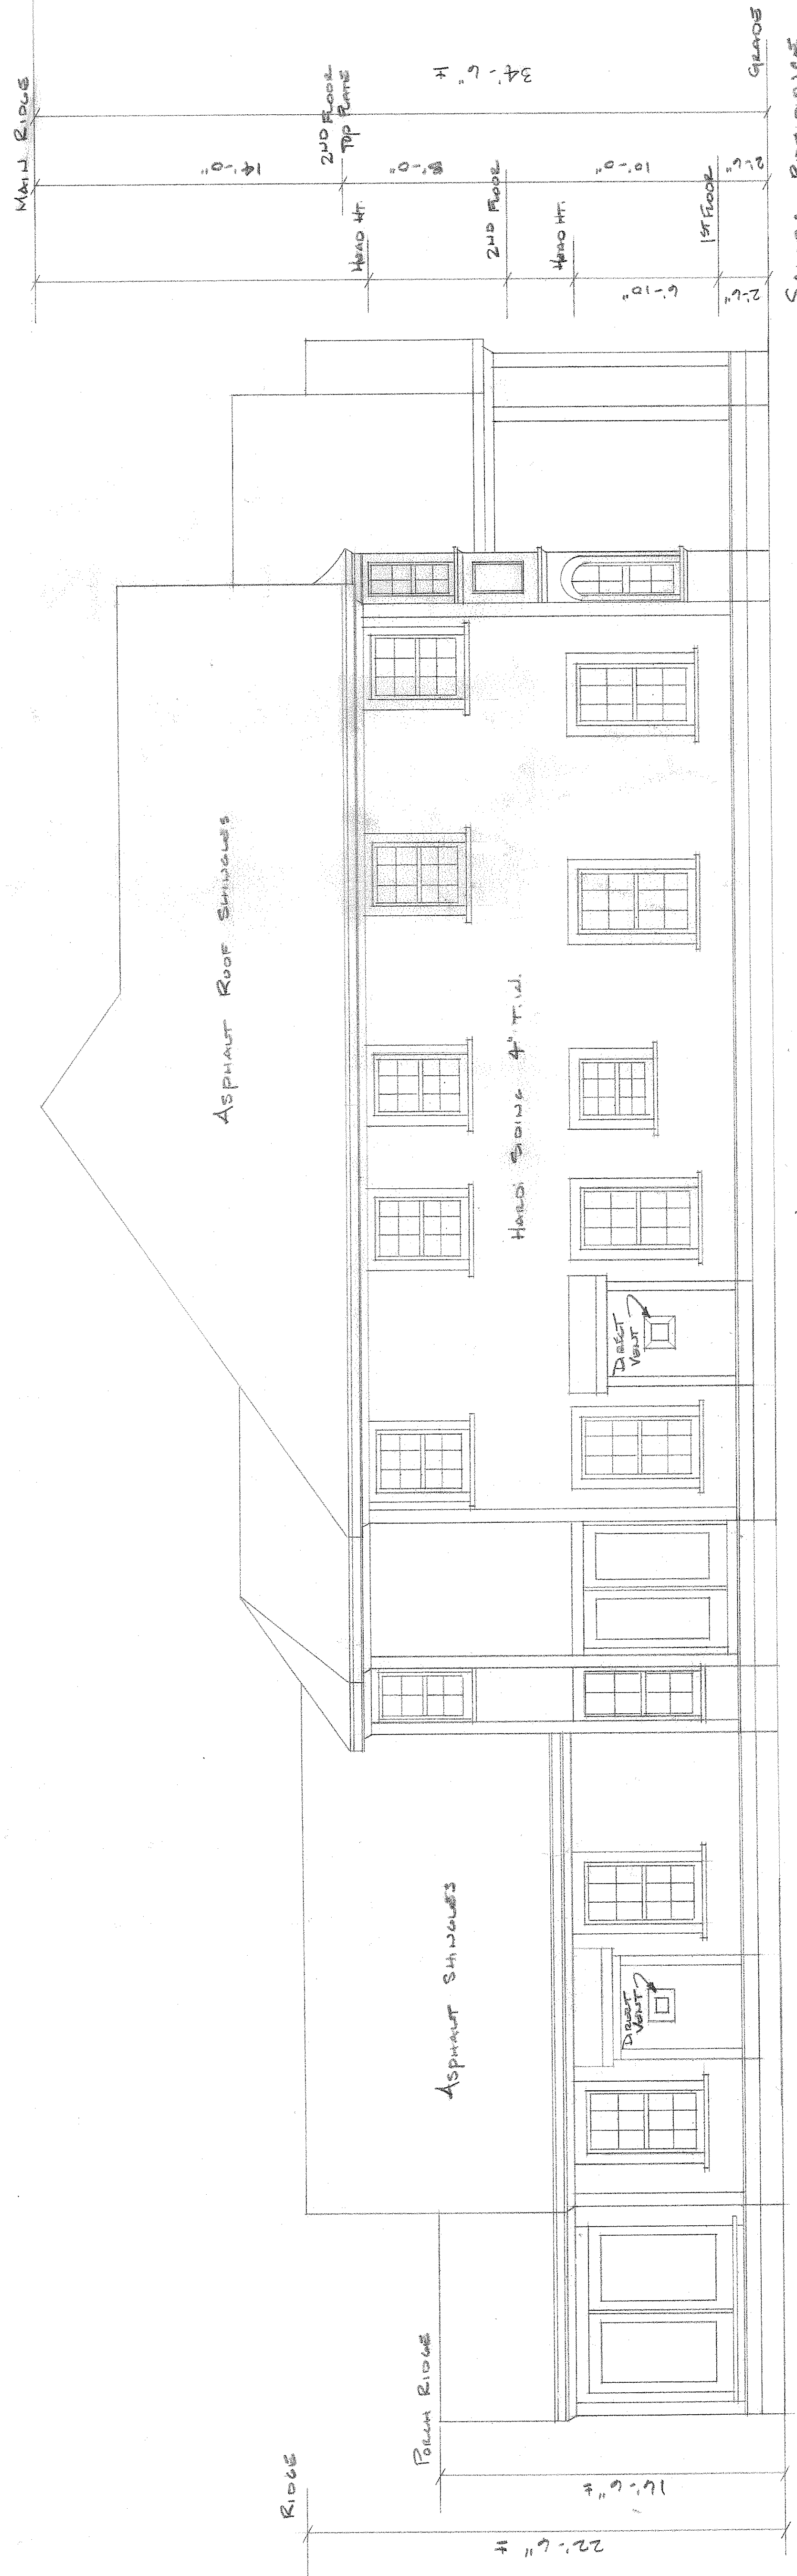 MAIN RIDGE
34'-6" ±
14'-0"
2ND FLOOR
TOP PLATE
8'-0"
10'-0"
2'-6"
GRADE
HEAD HT.
2ND FLOOR
HEAD HT.
1ST FLOOR
6'-10"
2'-6"
ASPHALT ROOF SHINGLES
HARDI SIDING 4" T.W.
DIRECT
VENT
ASPHALT SHINGLES
DIRECT
VENT
RIDGE
PORCH RIDGE
16'-6" ±
22'-6" ±